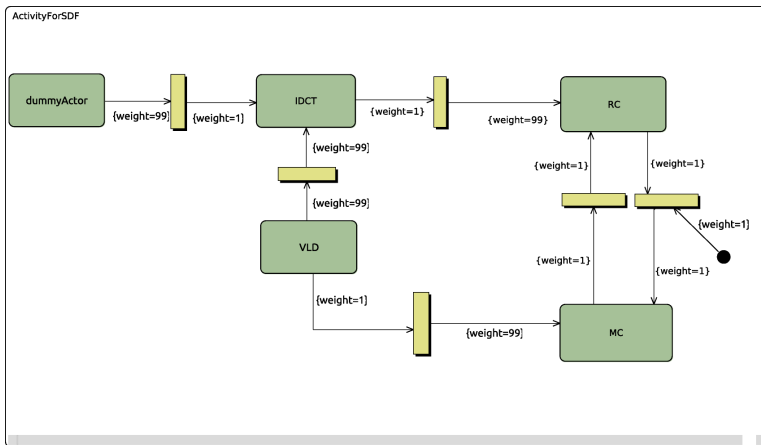 ActivityForSDF
dummyActor
{weight=99]
{weight=1]
IDCT
{weight=1}
{weight=99}
RC
{weight=99]
{weight=99]
{weight=1}
{weight=1}
{weight=1]
VLD
{weight=1}
{weight=1}
{weight=1]
{weight=99]
MC